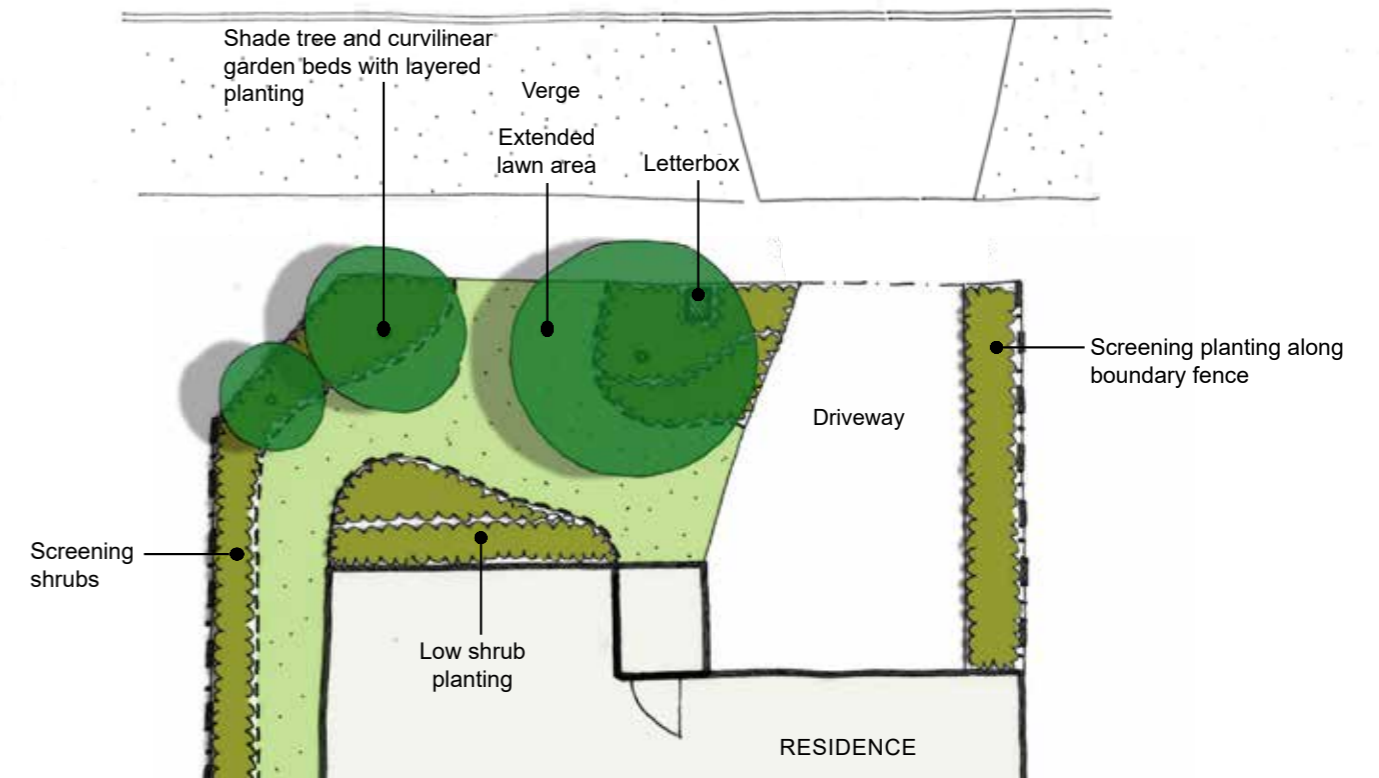 Shade tree and curvilinear
garden beds with layered
planting
Verge
Extended
lawn area
Letterbox
Screening planting along
boundary fence
Driveway
Screening
shrubs
Low shrub
planting
RESIDENCE